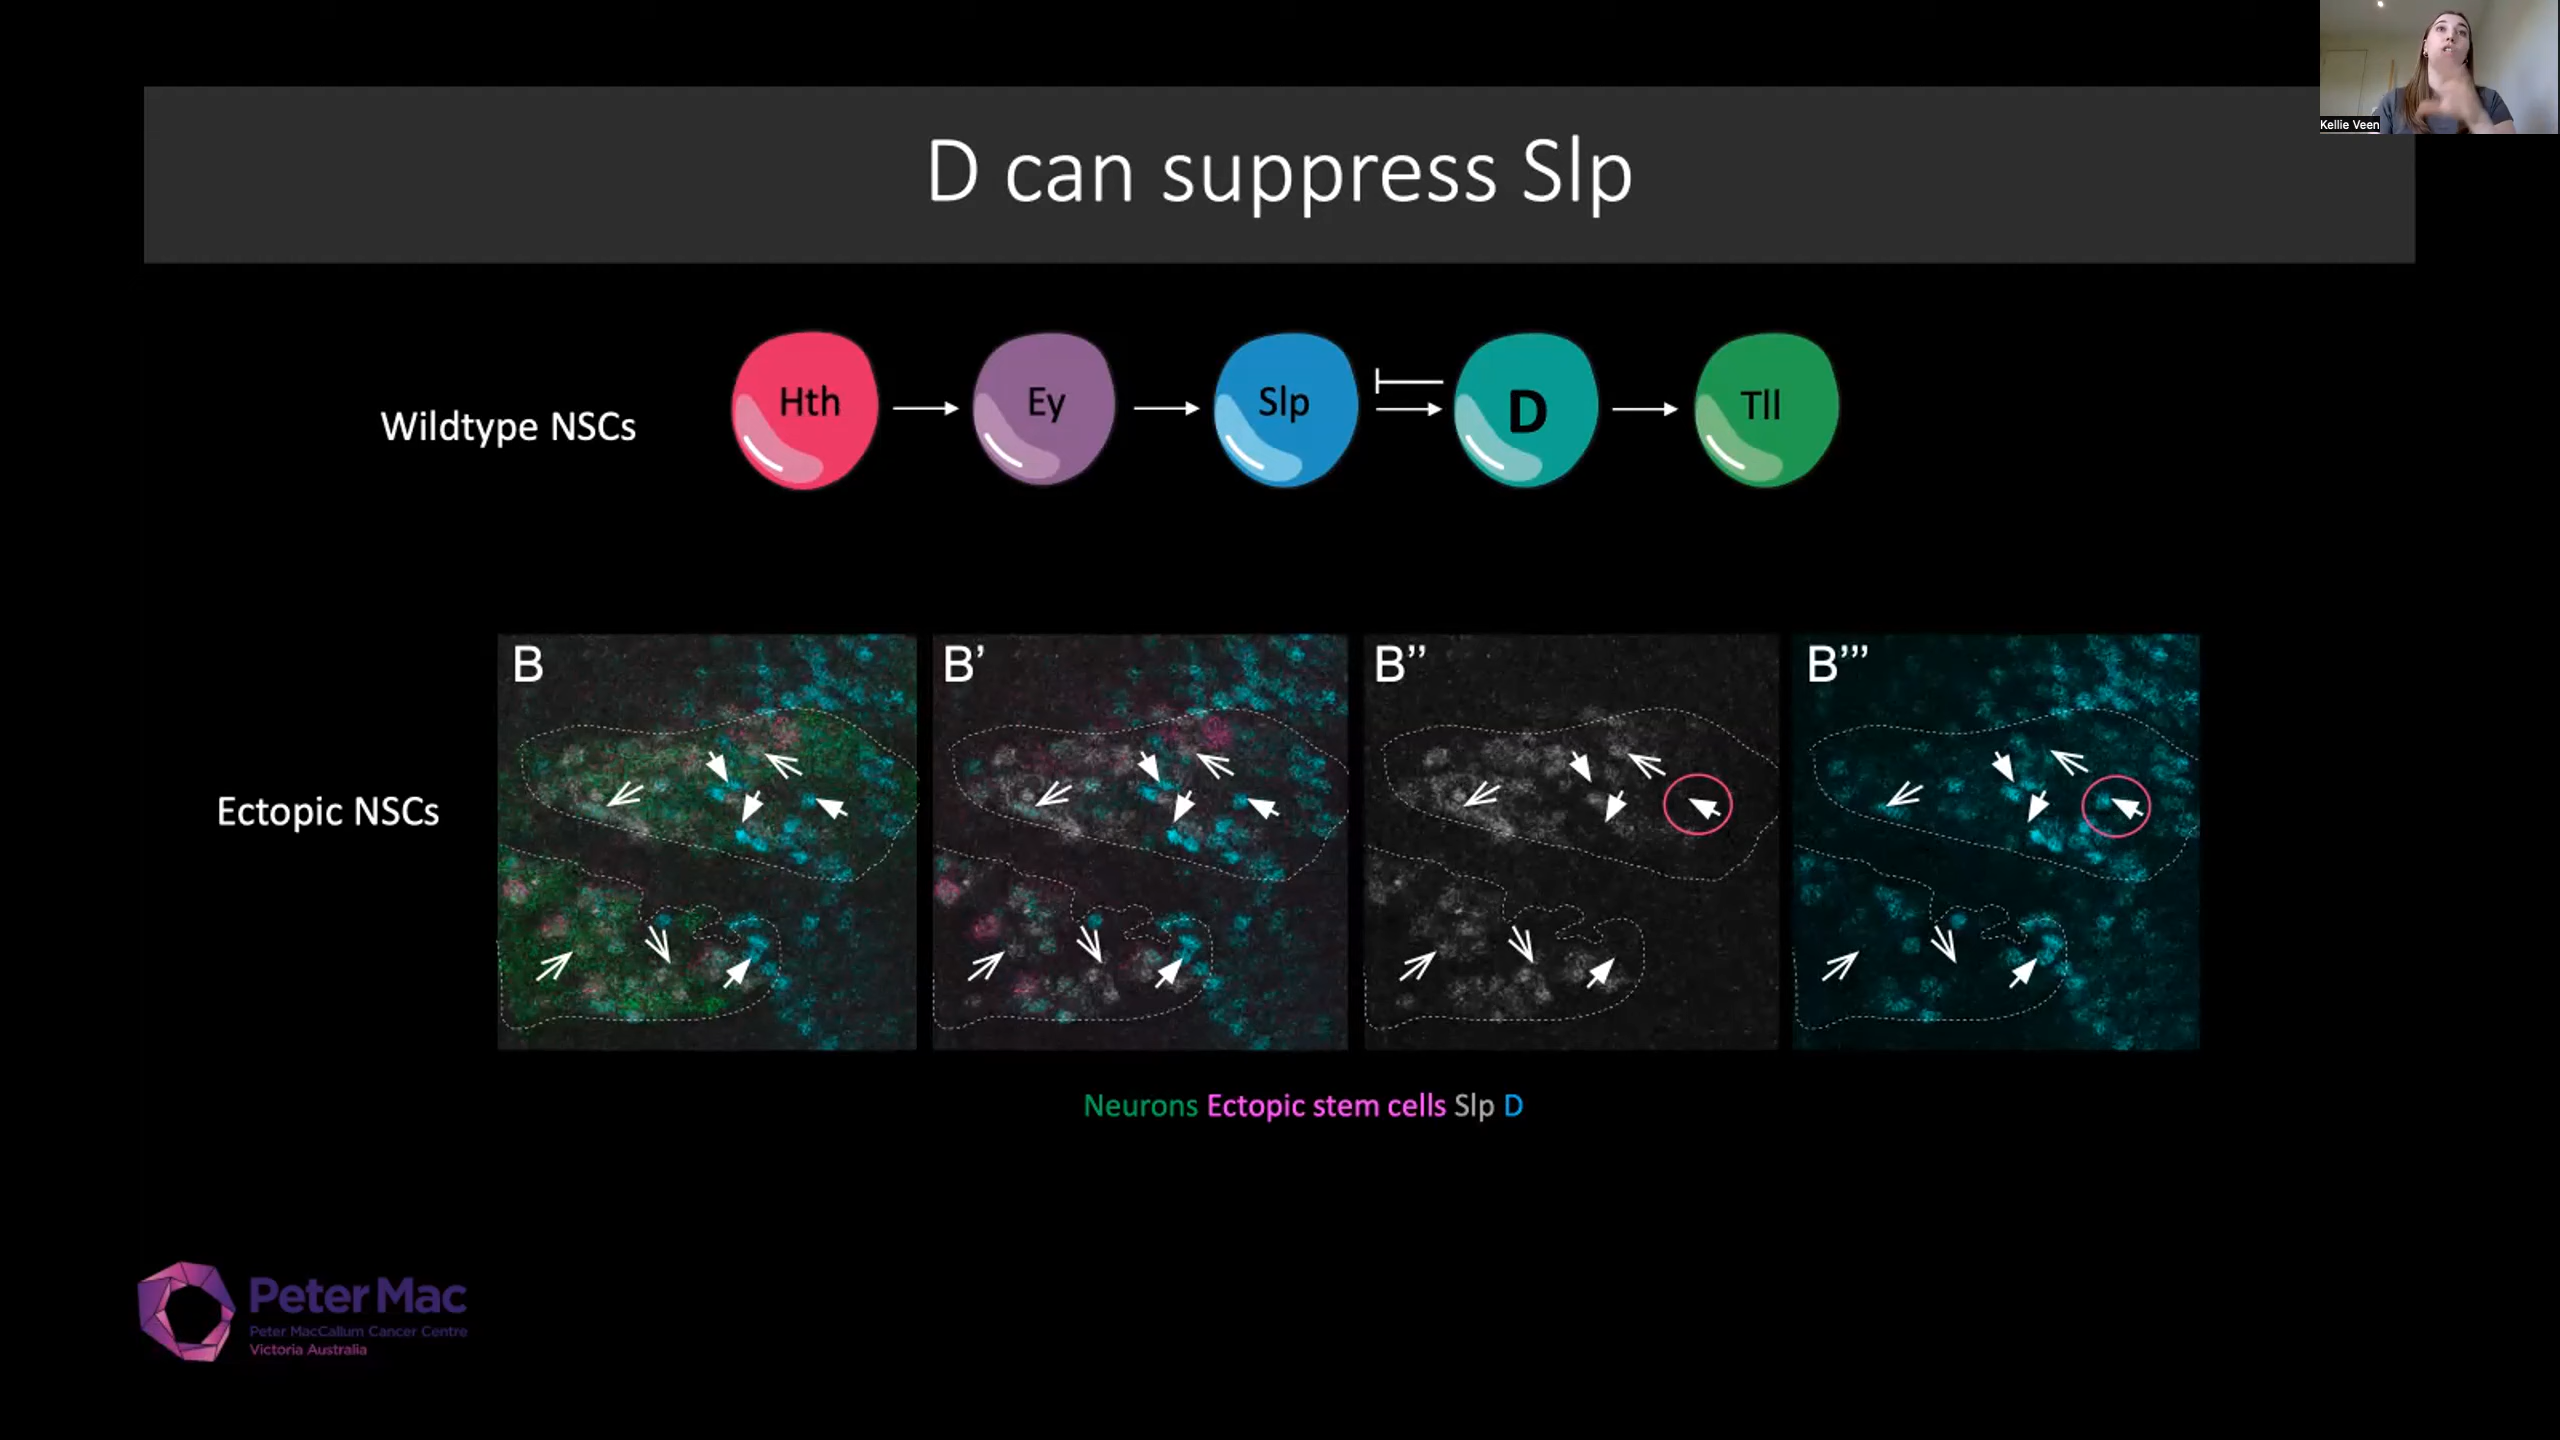 Kellie Veen
D can suppress Slp
Wildtype NSCs
Hth
Ey
Slp
D
Tll
Ectopic NSCs
B
B’
B’’
B’’’
Neurons Ectopic stem cells Slp D
Peter Mac
Peter MacCallum Cancer Centre
Victoria Australia